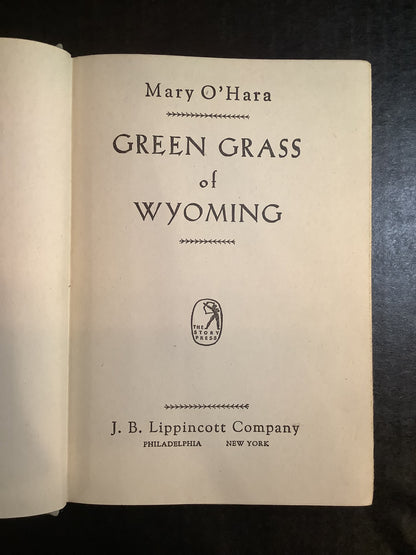 Mary O'Hara
GREEN GRASS
of
WYOMING
THE
STORY
PRESS
J. B. Lippincott Company
PHILADELPHIA NEW YORK